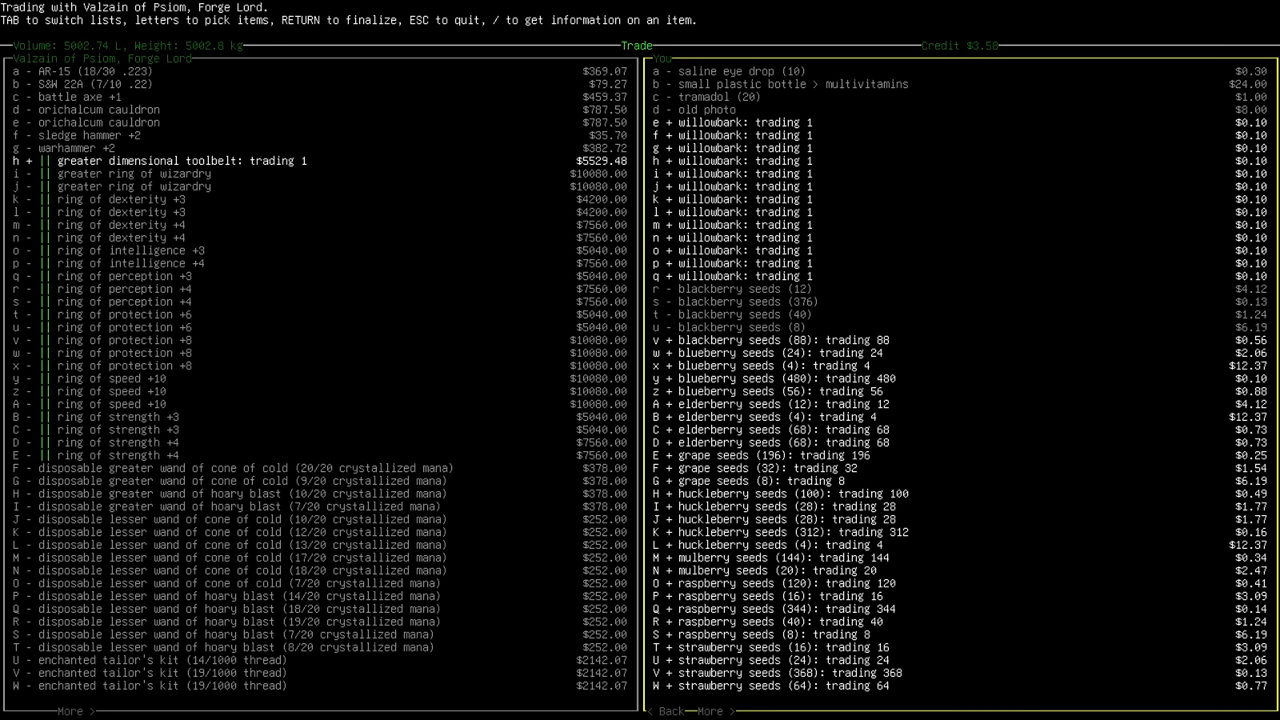 Trading with Valzain of Psiom, Forge Lord.
TAB to switch lists, letters to pick items, RETURN to finalize, ESC to quit, / to get information on an item.
Volume: 5002.74 L, Weight: 5002.8 kg Trade Credit $3.58
Valzain of Psiom, Forge Lord You
a - AR-15 (18/30 .223) $369.07 a - saline eye drop (10) $0.30
b - S&W 22A (7/10 .22) $79.27 b - small plastic bottle > multivitamins $24.00
c - battle axe +1 $459.37 c - tramadol (20) $1.00
d - orichalcum cauldron $787.50 d - old photo $8.00
e - orichalcum cauldron $787.50 e + willowbark: trading 1 $0.10
f - sledge hammer +2 $35.70 f + willowbark: trading 1 $0.10
g - warhammer +2 $382.72 g + willowbark: trading 1 $0.10
h + || greater dimensional toolbelt: trading 1 $5529.48 h + willowbark: trading 1 $0.10
i - || greater ring of wizardry $10080.00 i + willowbark: trading 1 $0.10
j - || greater ring of wizardry $10080.00 j + willowbark: trading 1 $0.10
k - || ring of dexterity +3 $4200.00 k + willowbark: trading 1 $0.10
l - || ring of dexterity +3 $4200.00 l + willowbark: trading 1 $0.10
m - || ring of dexterity +4 $7560.00 m + willowbark: trading 1 $0.10
n - || ring of dexterity +4 $7560.00 n + willowbark: trading 1 $0.10
o - || ring of intelligence +3 $5040.00 o + willowbark: trading 1 $0.10
p - || ring of intelligence +4 $7560.00 p + willowbark: trading 1 $0.10
q - || ring of perception +3 $5040.00 q + willowbark: trading 1 $0.10
r - || ring of perception +4 $7560.00 r - blackberry seeds (12) $4.12
s - || ring of perception +4 $7560.00 s - blackberry seeds (376) $0.13
t - || ring of protection +6 $5040.00 t - blackberry seeds (40) $1.24
u - || ring of protection +6 $5040.00 u - blackberry seeds (8) $6.19
v - || ring of protection +8 $10080.00 v + blackberry seeds (88): trading 88 $0.56
w - || ring of protection +8 $10080.00 w + blueberry seeds (24): trading 24 $2.06
x - || ring of protection +8 $10080.00 x + blueberry seeds (4): trading 4 $12.37
y - || ring of speed +10 $10080.00 y + blueberry seeds (480): trading 480 $0.10
z - || ring of speed +10 $10080.00 z + blueberry seeds (56): trading 56 $0.88
A - || ring of speed +10 $10080.00 A + elderberry seeds (12): trading 12 $4.12
B - || ring of strength +3 $5040.00 B + elderberry seeds (4): trading 4 $12.37
C - || ring of strength +3 $5040.00 C + elderberry seeds (68): trading 68 $0.73
D - || ring of strength +4 $7560.00 D + elderberry seeds (68): trading 68 $0.73
E - || ring of strength +4 $7560.00 E + grape seeds (196): trading 196 $0.25
F - disposable greater wand of cone of cold (20/20 crystallized mana) $378.00 F + grape seeds (32): trading 32 $1.54
G - disposable greater wand of cone of cold (9/20 crystallized mana) $378.00 G + grape seeds (8): trading 8 $6.19
H - disposable greater wand of hoary blast (10/20 crystallized mana) $378.00 H + huckleberry seeds (100): trading 100 $0.49
I - disposable greater wand of hoary blast (7/20 crystallized mana) $378.00 I + huckleberry seeds (28): trading 28 $1.77
J - disposable lesser wand of cone of cold (10/20 crystallized mana) $252.00 J + huckleberry seeds (28): trading 28 $1.77
K - disposable lesser wand of cone of cold (12/20 crystallized mana) $252.00 K + huckleberry seeds (312): trading 312 $0.16
L - disposable lesser wand of cone of cold (13/20 crystallized mana) $252.00 L + huckleberry seeds (4): trading 4 $12.37
M - disposable lesser wand of cone of cold (17/20 crystallized mana) $252.00 M + mulberry seeds (144): trading 144 $0.34
N - disposable lesser wand of cone of cold (18/20 crystallized mana) $252.00 N + mulberry seeds (20): trading 20 $2.47
O - disposable lesser wand of cone of cold (7/20 crystallized mana) $252.00 O + raspberry seeds (120): trading 120 $0.41
P - disposable lesser wand of hoary blast (14/20 crystallized mana) $252.00 P + raspberry seeds (16): trading 16 $3.09
Q - disposable lesser wand of hoary blast (18/20 crystallized mana) $252.00 Q + raspberry seeds (344): trading 344 $0.14
R - disposable lesser wand of hoary blast (19/20 crystallized mana) $252.00 R + raspberry seeds (40): trading 40 $1.24
S - disposable lesser wand of hoary blast (7/20 crystallized mana) $252.00 S + raspberry seeds (8): trading 8 $6.19
T - disposable lesser wand of hoary blast (8/20 crystallized mana) $252.00 T + strawberry seeds (16): trading 16 $3.09
U - enchanted tailor's kit (14/1000 thread) $2142.07 U + strawberry seeds (24): trading 24 $2.06
V - enchanted tailor's kit (19/1000 thread) $2142.07 V + strawberry seeds (368): trading 368 $0.13
W - enchanted tailor's kit (19/1000 thread) $2142.07 W + strawberry seeds (64): trading 64 $0.77
More > < Back More >